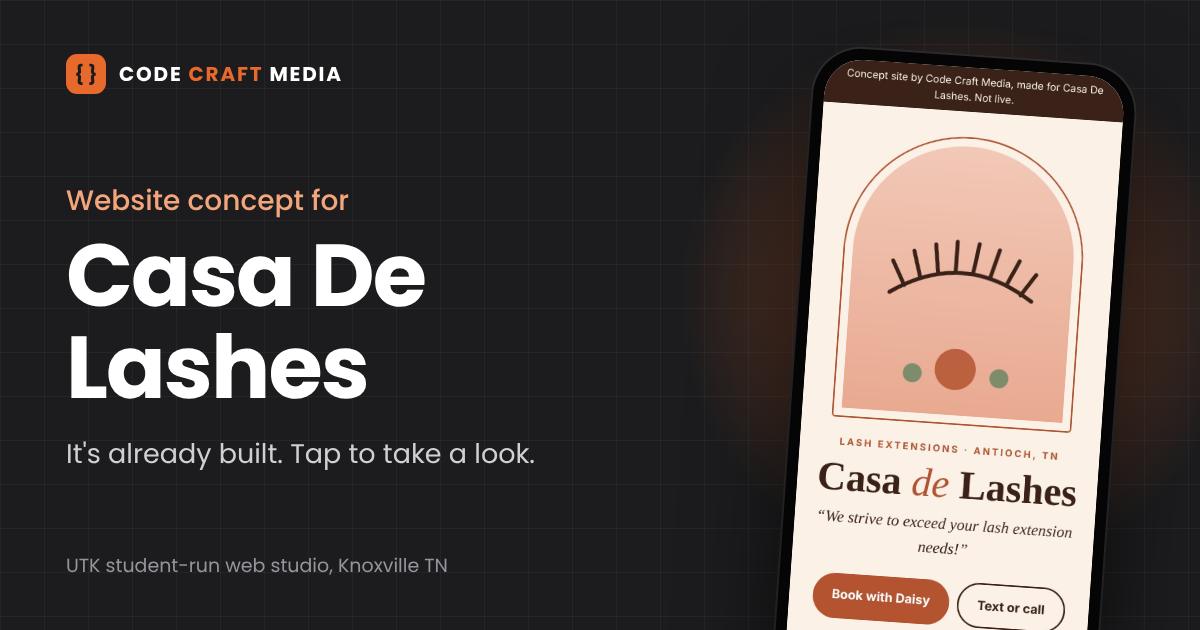 { } CODE CRAFT MEDIA
Website concept for
Casa De
Lashes
It's already built. Tap to take a look.
UTK student-run web studio, Knoxville TN
Concept site by Code Craft Media, made for Casa De
Lashes. Not live.
LASH EXTENSIONS · ANTIOCH, TN
Casa de Lashes
“We strive to exceed your lash extension
needs!”
Book with Daisy
Text or call